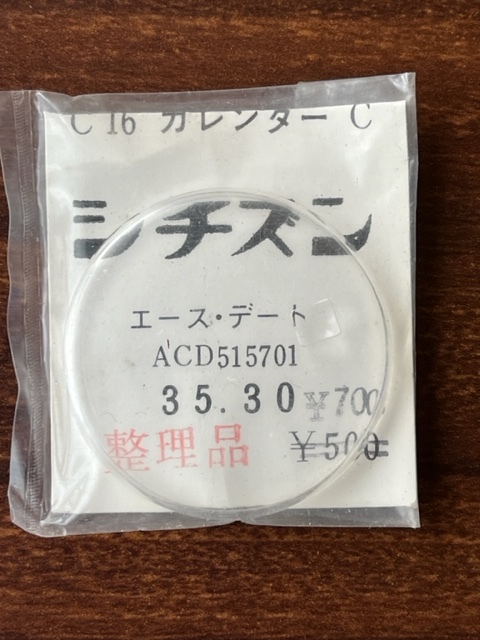 C 16 カレンダー C
シチズン
エース・デート
ACD515701
35.30 ¥700
整理品 ¥500